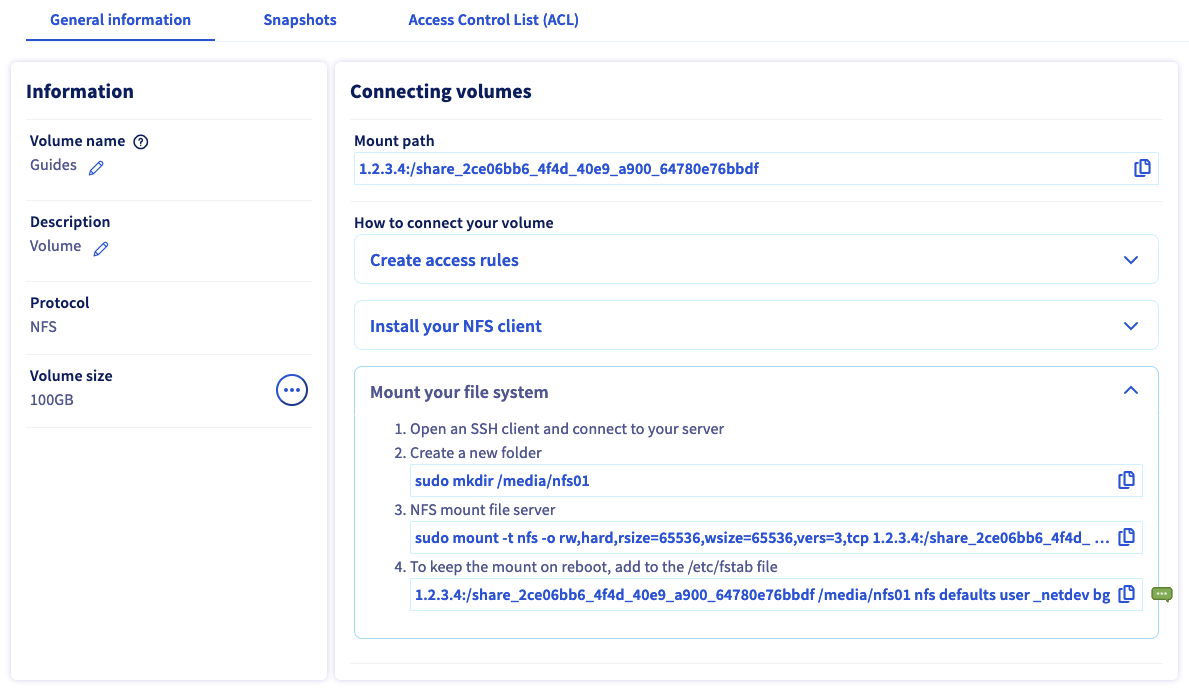 General information
Snapshots
Access Control List (ACL)
Information
Volume name
Guides
Description
Volume
Protocol
NFS
Volume size
100GB
Connecting volumes
Mount path
1.2.3.4:/share_2ce06bb6_4f4d_40e9_a900_64780e76bbdf
How to connect your volume
Create access rules
Install your NFS client
Mount your file system
1. Open an SSH client and connect to your server
2. Create a new folder
sudo mkdir /media/nfs01
3. NFS mount file server
sudo mount -t nfs -o rw,hard,rsize=65536,wsize=65536,vers=3,tcp 1.2.3.4:/share_2ce06bb6_4f4d_ ...
4. To keep the mount on reboot, add to the /etc/fstab file
1.2.3.4:/share_2ce06bb6_4f4d_40e9_a900_64780e76bbdf /media/nfs01 nfs defaults user _netdev bg